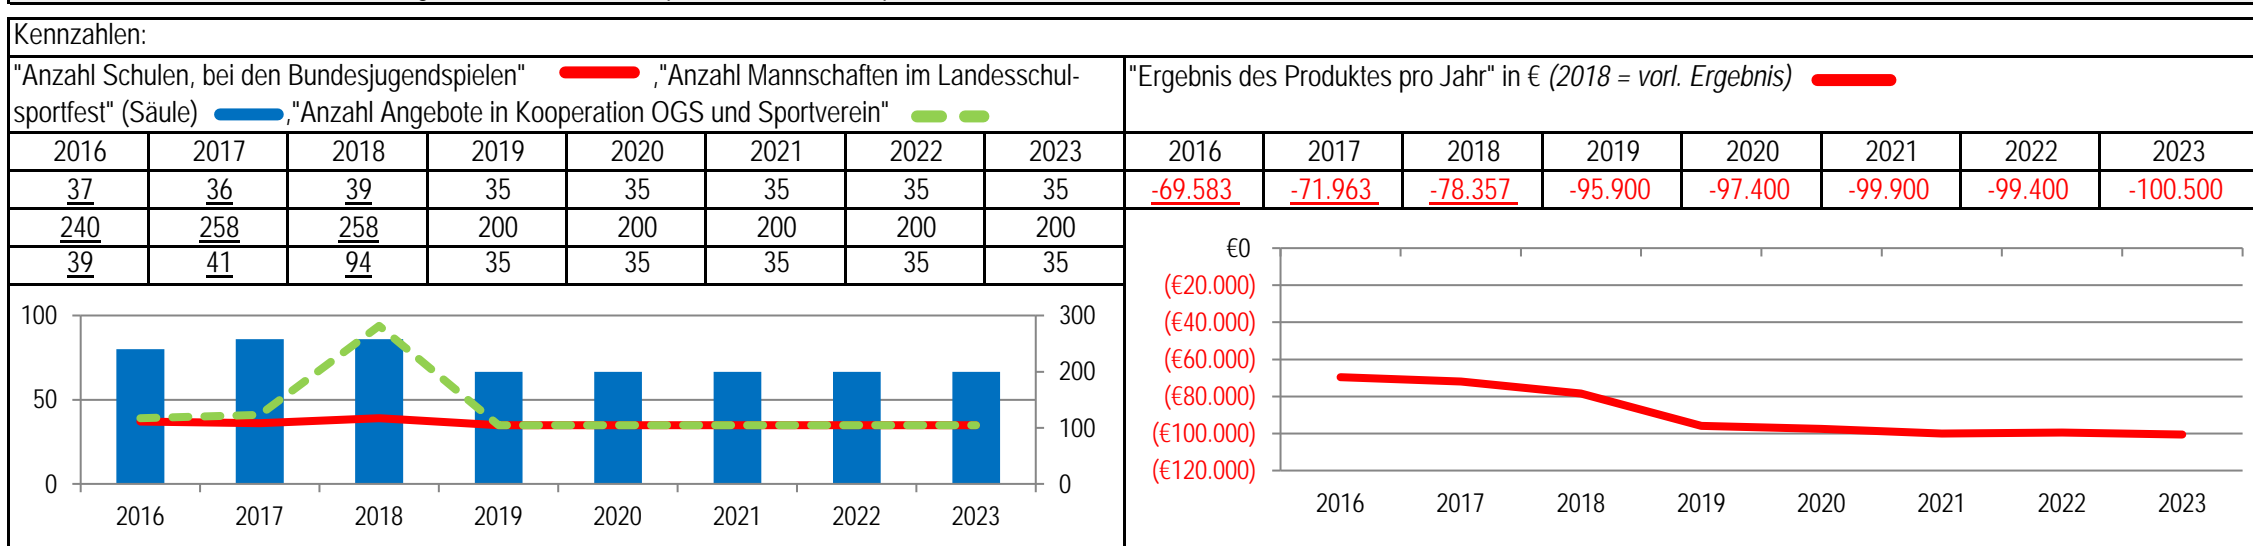 Kennzahlen:
"Anzahl Schulen, bei den Bundesjugendspielen" ,"Anzahl Mannschaften im Landesschul-
sportfest" (Säule) ,"Anzahl Angebote in Kooperation OGS und Sportverein"
"Ergebnis des Produktes pro Jahr" in € (2018 = vorl. Ergebnis)
2016 2017 2018 2019 2020 2021 2022 2023 2016 2017 2018 2019 2020 2021 2022 2023
37 36 39 35 35 35 35 35 -69.583 -71.963 -78.357 -95.900 -97.400 -99.900 -99.400 -100.500
240 258 258 200 200 200 200 200
39 41 94 35 35 35 35 35
100
50
0
300
200
100
0
2016 2017 2018 2019 2020 2021 2022 2023
€0
(€20.000)
(€40.000)
(€60.000)
(€80.000)
(€100.000)
(€120.000)
2016 2017 2018 2019 2020 2021 2022 2023